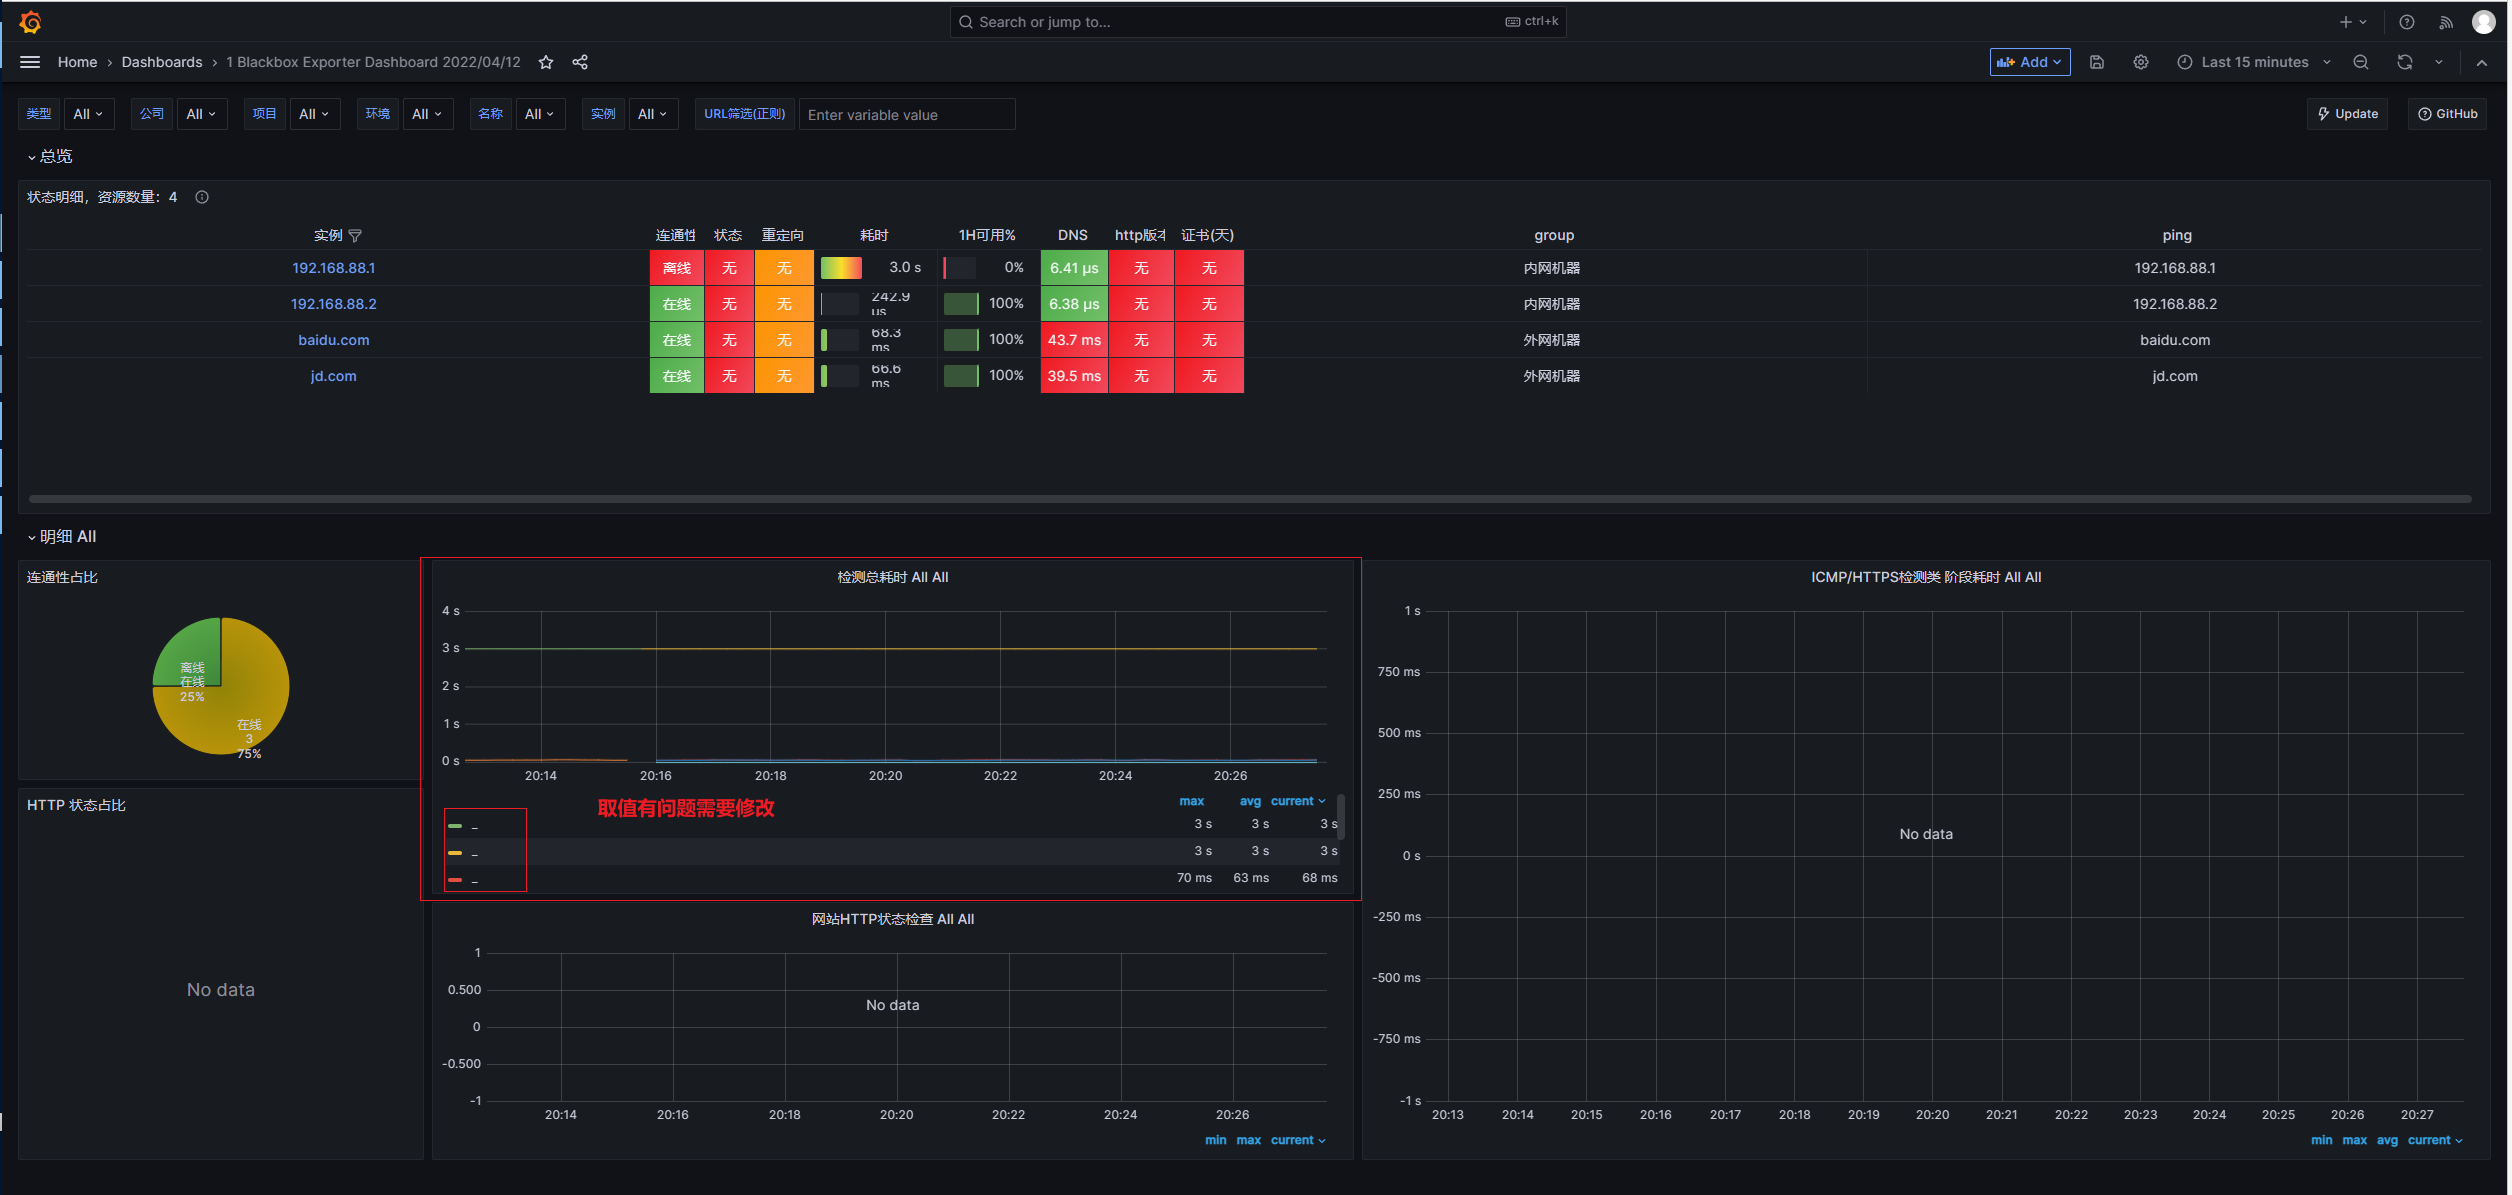 Search or jump to...
ctrl+k
Home › Dashboards › 1 Blackbox Exporter Dashboard 2022/04/12
Add
Last 15 minutes
类型 All 公司 All 项目 All 环境 All 名称 All 实例 All URL筛选(正则) Enter variable value
Update
GitHub
总览
状态明细，资源数量：4
实例 连通性 状态 重定向 耗时 1H可用% DNS http版本 证书(天) group ping
192.168.88.1 离线 无 无 3.0 s 0% 6.41 µs 无 无 内网机器 192.168.88.1
192.168.88.2 在线 无 无 242.9 µs 100% 6.38 µs 无 无 内网机器 192.168.88.2
baidu.com 在线 无 无 68.3 ms 100% 43.7 ms 无 无 外网机器 baidu.com
jd.com 在线 无 无 66.6 ms 100% 39.5 ms 无 无 外网机器 jd.com
明细 All
连通性占比
离线
在线
25%
在线
3
75%
HTTP 状态占比
No data
检测总耗时 All All
4 s
3 s
2 s
1 s
0 s
20:14 20:16 20:18 20:20 20:22 20:24 20:26
取值有问题需要修改
max avg current
_ 3 s 3 s 3 s
_ 3 s 3 s 3 s
_ 70 ms 63 ms 68 ms
网站HTTP状态检查 All All
1
0.500
0
-0.500
-1
No data
20:14 20:16 20:18 20:20 20:22 20:24 20:26
min max current
ICMP/HTTPS检测类 阶段耗时 All All
1 s
750 ms
500 ms
250 ms
0 s
-250 ms
-500 ms
-750 ms
-1 s
No data
20:13 20:14 20:15 20:16 20:17 20:18 20:19 20:20 20:21 20:22 20:23 20:24 20:25 20:26 20:27
min max avg current